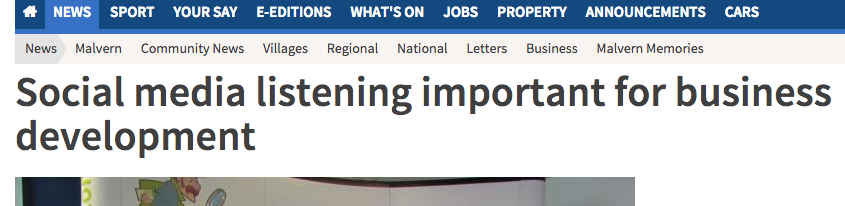 NEWS SPORT YOUR SAY E-EDITIONS WHAT'S ON JOBS PROPERTY ANNOUNCEMENTS CARS
News Malvern Community News Villages Regional National Letters Business Malvern Memories
Social media listening important for business
development